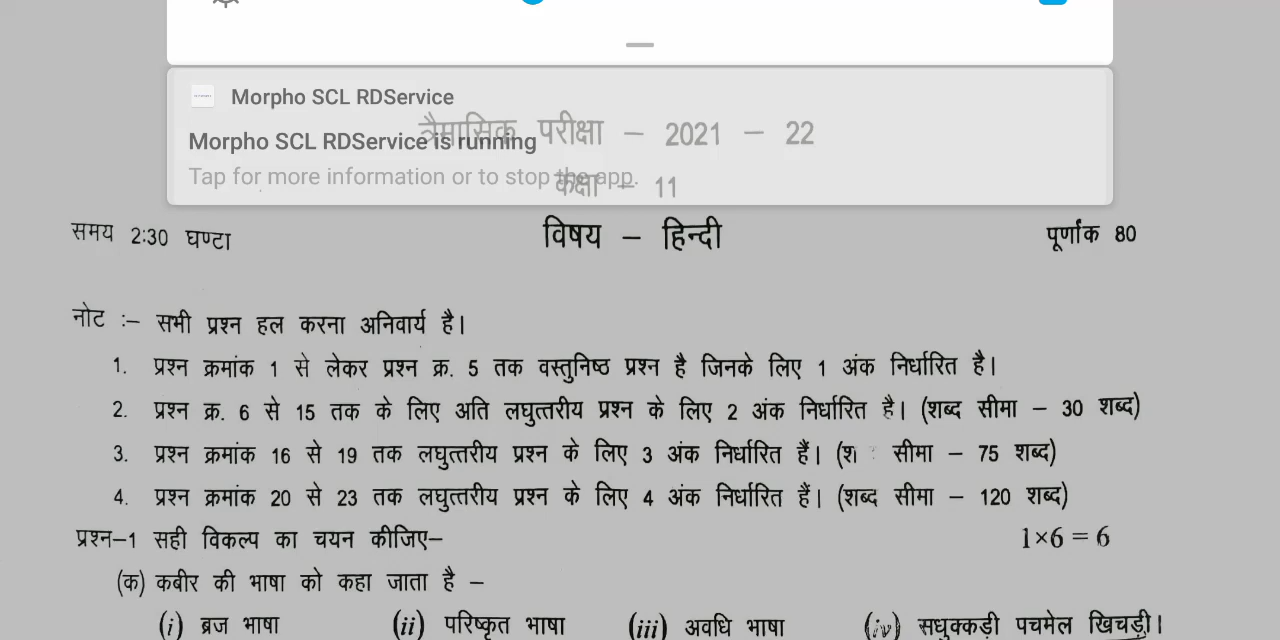 Morpho SCL RDService
त्रैमासिक परीक्षा – 2021 – 22
Morpho SCL RDService is running
Tap for more information or to stop the app.
कक्षा – 11
समय 2:30 घण्टा विषय – हिन्दी पूर्णांक 80
नोट :– सभी प्रश्न हल करना अनिवार्य है।
1. प्रश्न क्रमांक 1 से लेकर प्रश्न क्र. 5 तक वस्तुनिष्ठ प्रश्न है जिनके लिए 1 अंक निर्धारित है।
2. प्रश्न क्र. 6 से 15 तक के लिए अति लघुत्तरीय प्रश्न के लिए 2 अंक निर्धारित है। (शब्द सीमा – 30 शब्द)
3. प्रश्न क्रमांक 16 से 19 तक लघुत्तरीय प्रश्न के लिए 3 अंक निर्धारित हैं। सीमा – 75 शब्द)
4. प्रश्न क्रमांक 20 से 23 तक लघुत्तरीय प्रश्न के लिए 4 अंक निर्धारित हैं। (शब्द सीमा – 120 शब्द)
प्रश्न–1 सही विकल्प का चयन कीजिए– 1×6 = 6
(क) कबीर की भाषा को कहा जाता है –
(i) ब्रज भाषा (ii) परिष्कृत भाषा (iii) अवधि भाषा (iv) सधुक्कड़ी पचमेल खिचड़ी।